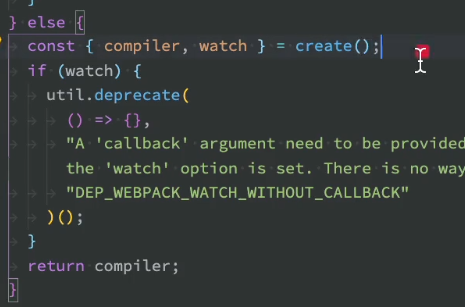 }
} else {
const { compiler, watch } = create();
if (watch) {
util.deprecate(
() => {},
"A 'callback' argument need to be provided
the 'watch' option is set. There is no way
"DEP_WEBPACK_WATCH_WITHOUT_CALLBACK"
)();
}
return compiler;
}